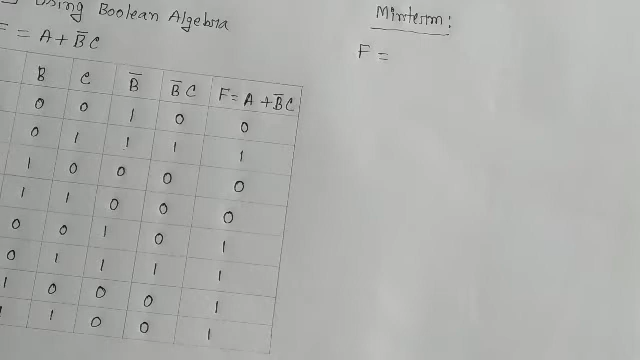 Using Boolean Algebra
F = A + B̅ C
B C B̅ B̅ C F = A + B̅ C
0 0 1 0 0
0 1 1 1 1
1 0 0 0 0
1 1 0 0 0
0 0 1 0 1
0 1 1 1 1
1 0 0 0 1
1 1 0 0 1
Minterm:
F =